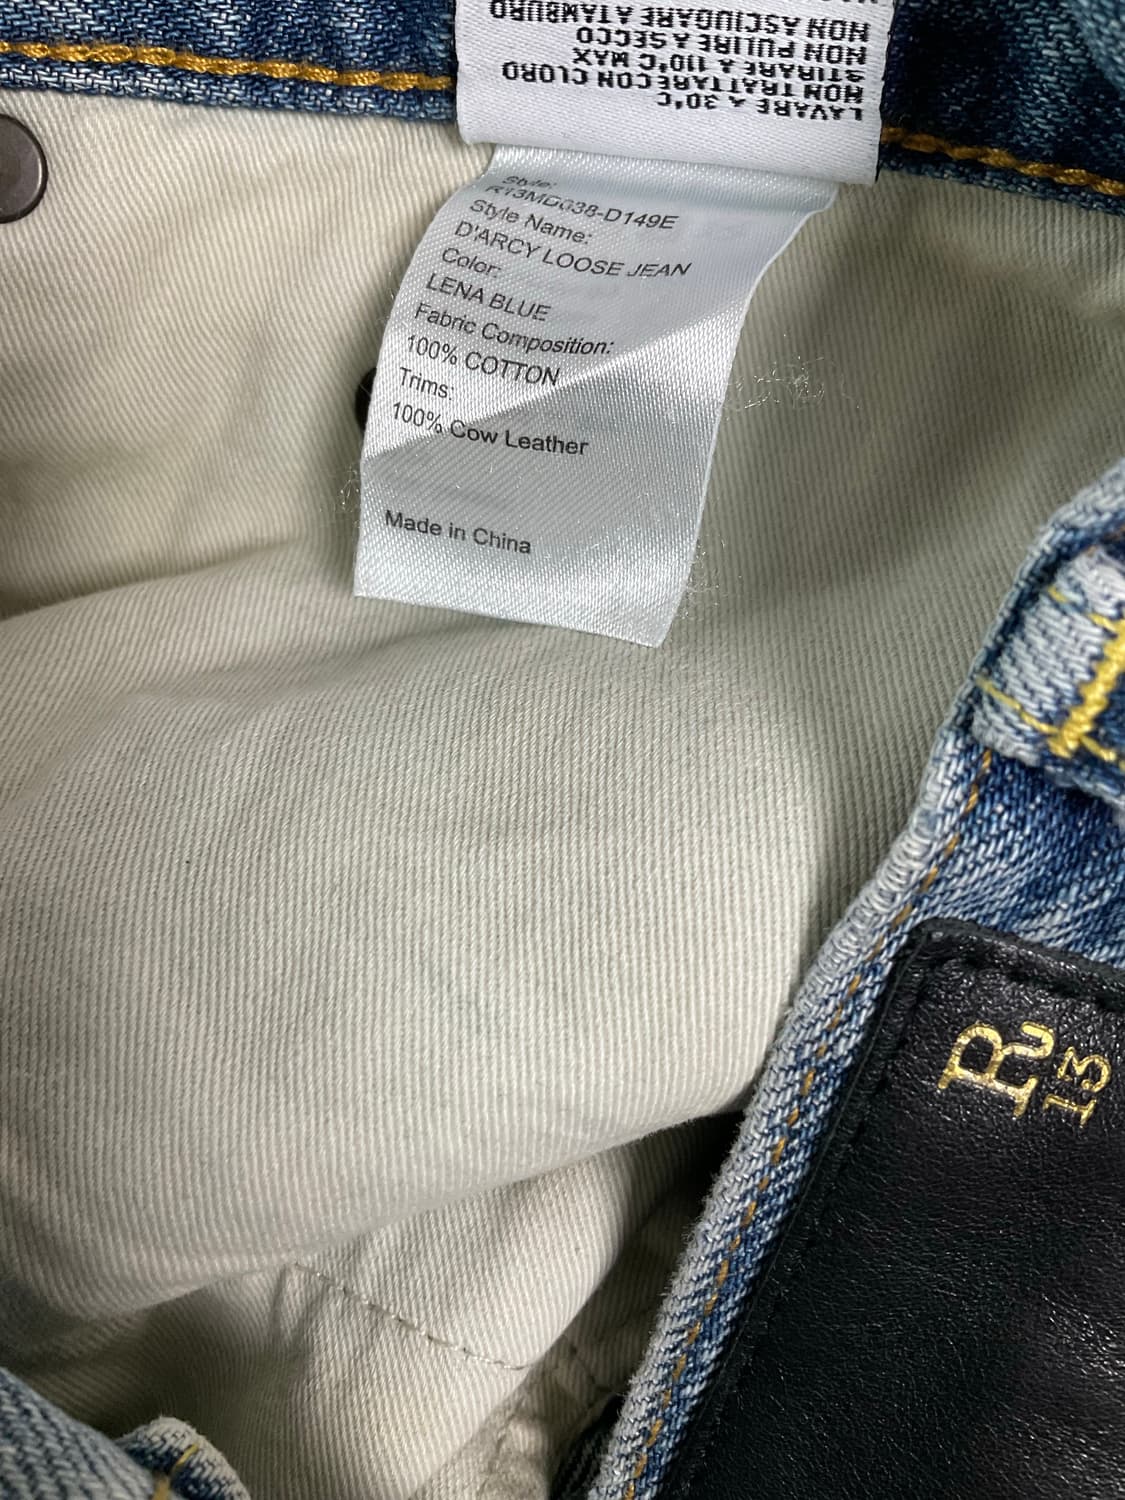 LAVARE A 30°C
NON TRATTARE CON CLORO
STIRARE A 110°C MAX
NON PULIRE A SECCO
NON ASCIUGARE A TAMBURO
Style:
R13MD038-D149E
Style Name:
D'ARCY LOOSE JEAN
Color:
LENA BLUE
Fabric Composition:
100% COTTON
Trims:
100% Cow Leather
Made in China
R
13